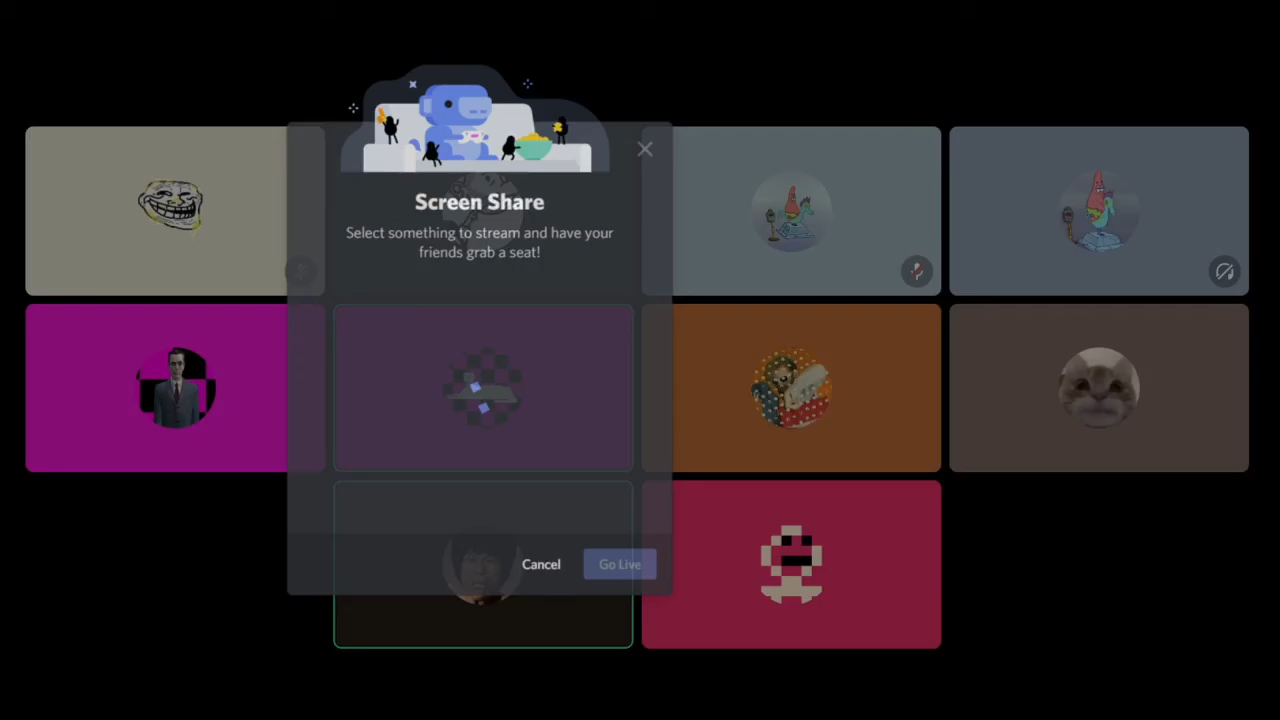 Screen Share
Select something to stream and have your
friends grab a seat!
Cancel
Go Live